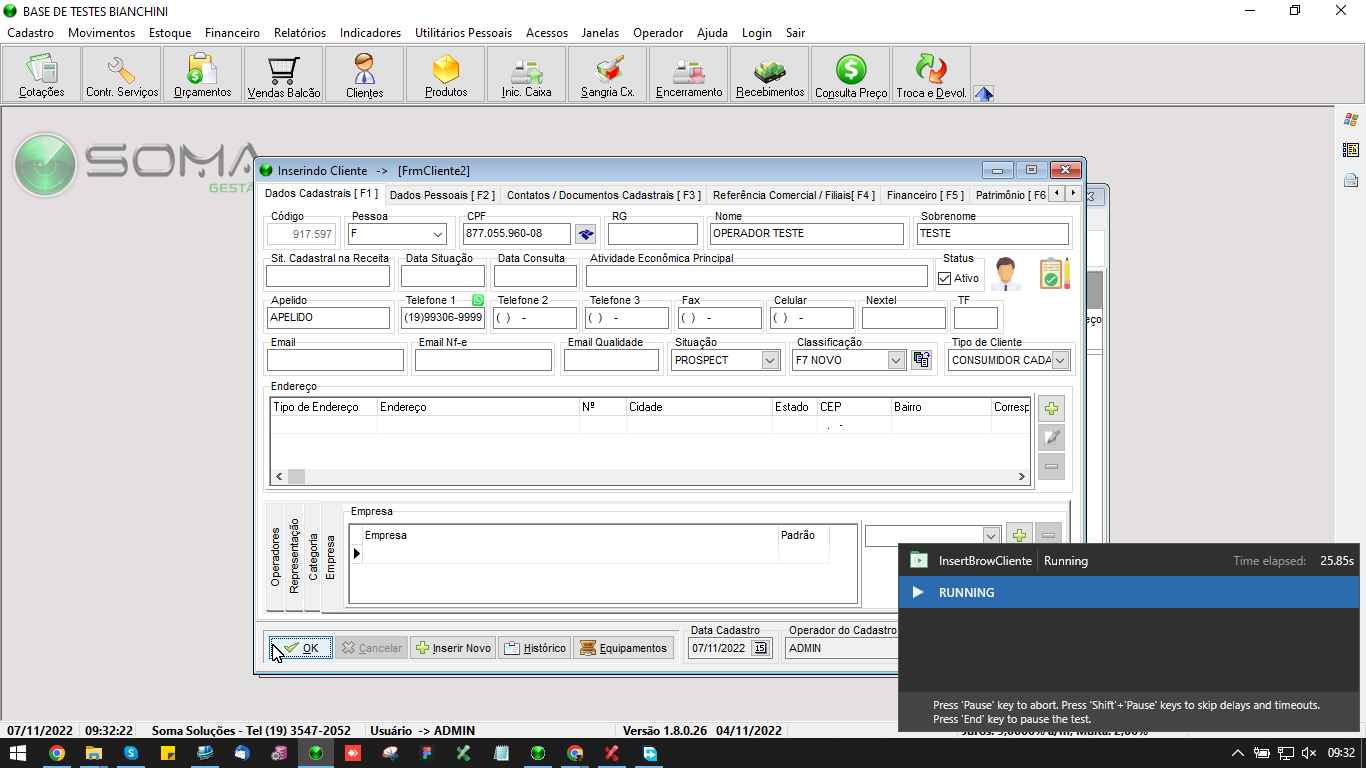 BASE DE TESTES BIANCHINI
Cadastro Movimentos Estoque Financeiro Relatórios Indicadores Utilitários Pessoais Acessos Janelas Operador Ajuda Login Sair
Cotações Contr. Serviços Orçamentos Vendas Balcão Clientes Produtos Inic. Caixa Sangria Cx. Encerramento Recebimentos Consulta Preço Troca e Devol.
SOMA
GESTÃ
Inserindo Cliente -> [FrmCliente2]
Dados Cadastrais [ F1 ] Dados Pessoais [ F2 ] Contatos / Documentos Cadastrais [ F3 ] Referência Comercial / Filiais[ F4 ] Financeiro [ F5 ] Patrimônio [ F6
Código Pessoa CPF RG Nome Sobrenome
917.597 F 877.055.960-08 OPERADOR TESTE TESTE
Sit. Cadastral na Receita Data Situação Data Consulta Atividade Econômica Principal Status
Ativo
Apelido Telefone 1 Telefone 2 Telefone 3 Fax Celular Nextel TF
APELIDO (19)99306-9999 ( ) - ( ) - ( ) - ( ) -
eço
Email Email Nf-e Email Qualidade Situação Classificação Tipo de Cliente
PROSPECT F7 NOVO CONSUMIDOR CADA
Endereço
Tipo de Endereço Endereço Nº Cidade Estado CEP Bairro Corresp
. -
Operadores
Representação
Categoria
Empresa
Empresa
Empresa Padrão
OK Cancelar Inserir Novo Histórico Equipamentos
Data Cadastro Operador do Cadastro
07/11/2022 15 ADMIN
InsertBrowCliente Running Time elapsed: 25.85s
RUNNING
Press 'Pause' key to abort. Press 'Shift'+'Pause' keys to skip delays and timeouts.
Press 'End' key to pause the test.
07/11/2022 09:32:22 Soma Soluções - Tel (19) 3547-2052 Usuário -> ADMIN Versão 1.8.0.26 04/11/2022
09:32